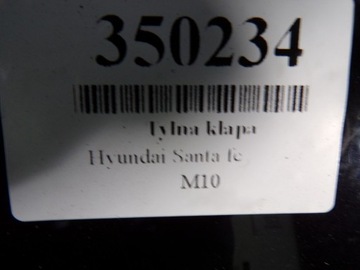 350234
Tylna klapa
Hyundai Santa fe
M10